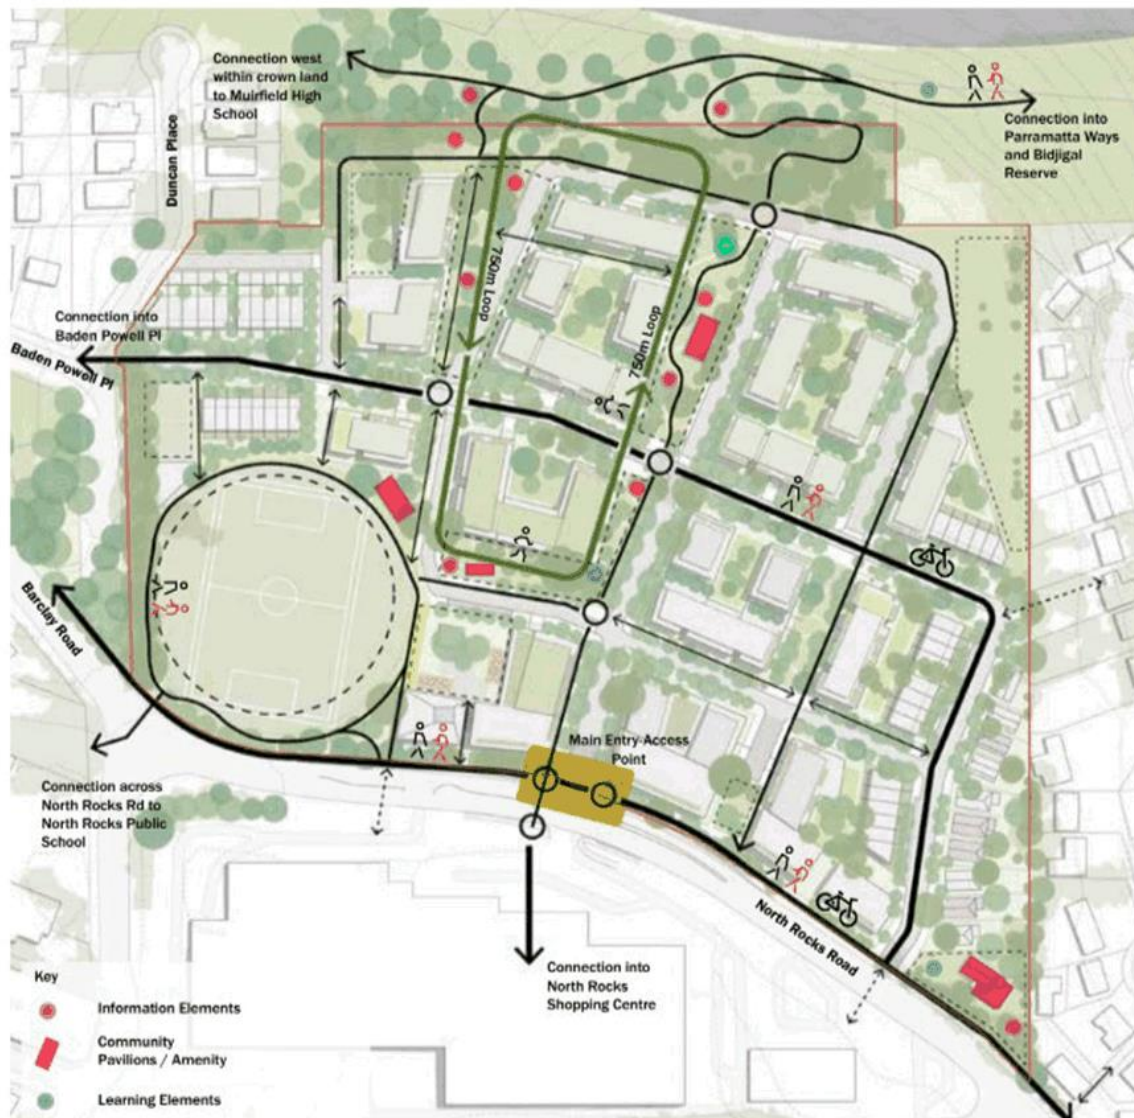 Connection west
within crown land
to Muirfield High
School
Duncan Place
Connection into
Parramatta Ways
and Bidjigal
Reserve
750m Loop
750m Loop
Connection into
Baden Powell Pl
Baden Powell Pl
Barclay Road
Main Entry-Access
Point
Connection across
North Rocks Rd to
North Rocks Public
School
North Rocks Road
Connection into
North Rocks
Shopping Centre
Key
Information Elements
Community
Pavilions / Amenity
Learning Elements